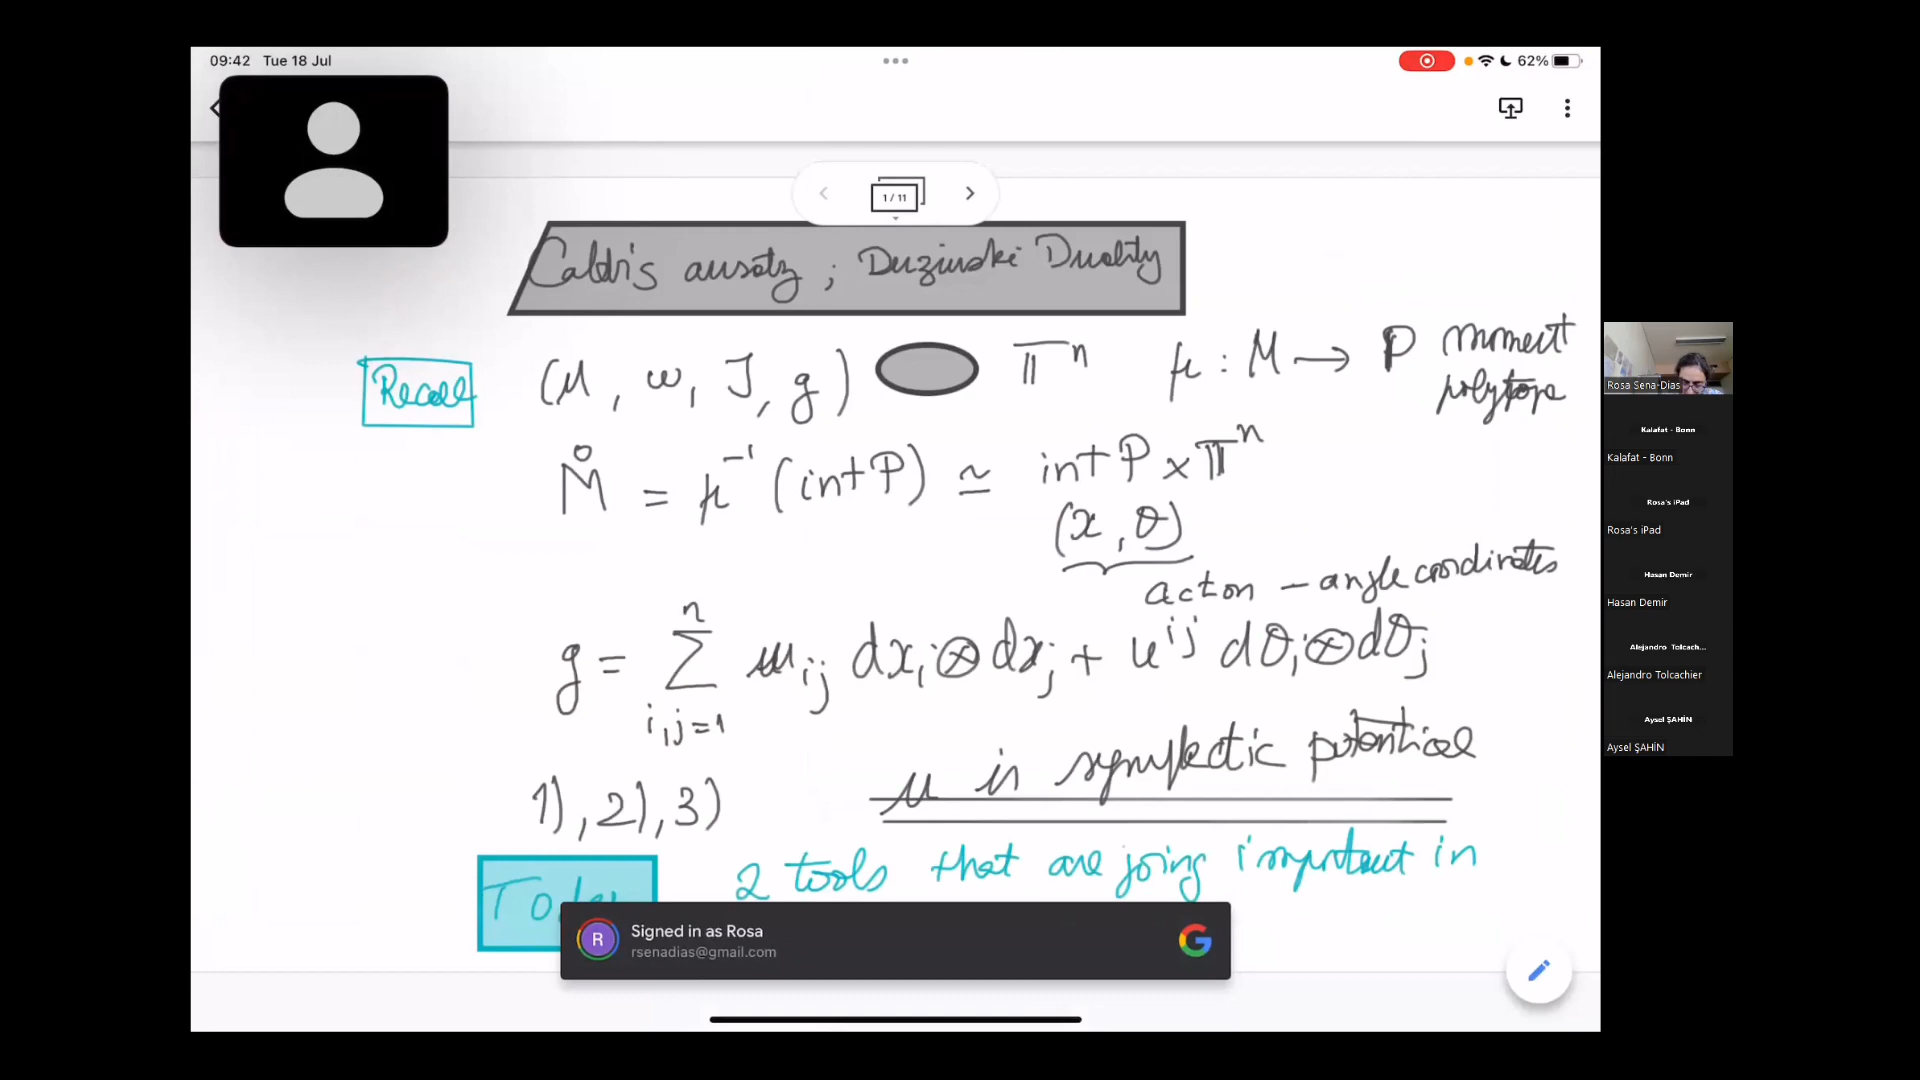 09:42 Tue 18 Jul
62%
1 / 11
Calabi's ansatz ; Duzinski Duality
Recall (M, ω, J, g) 𝕋ⁿ μ : M → P moment polytope
M̊ = μ⁻¹ (int P) ≃ int P × 𝕋ⁿ
(x, θ)
action - angle coordinates
g = ∑ᵢ,ⱼ₌₁ⁿ uᵢⱼ dxᵢ⊗dxⱼ + uⁱʲ dθᵢ⊗dθⱼ
1), 2), 3) u is symplectic potential
2 tools that are going important in
Signed in as Rosa
R
rsenadias@gmail.com
Rosa Sena-Dias
Kalafat - Bonn
Kalafat - Bonn
Rosa's iPad
Rosa's iPad
Hasan Demir
Hasan Demir
Alejandro Tolcach...
Alejandro Tolcachier
Aysel ŞAHİN
Aysel ŞAHİN